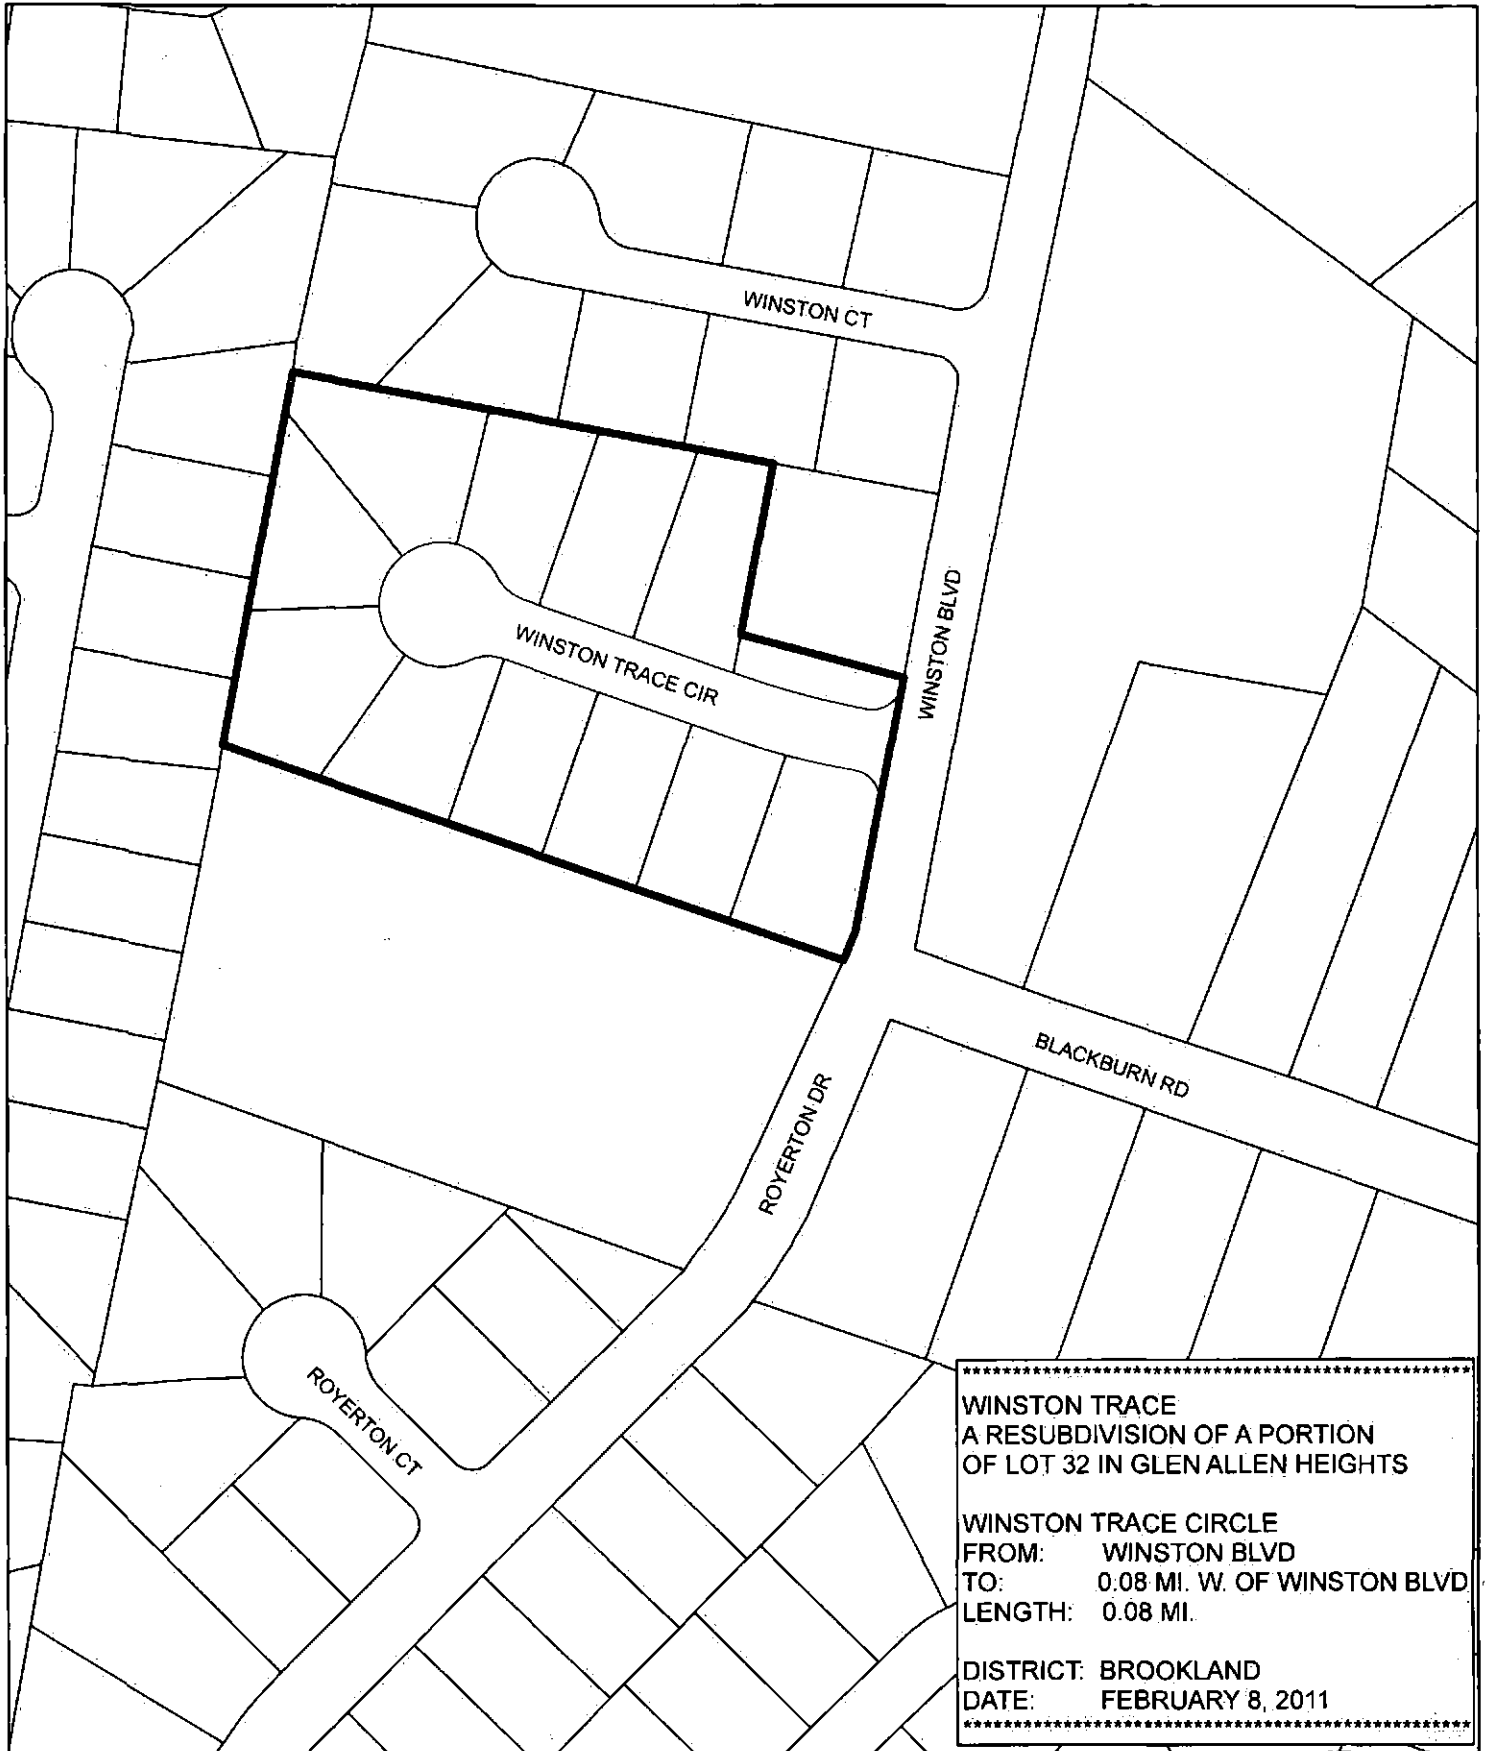 WINSTON CT
WINSTON BLVD
WINSTON TRACE CIR
BLACKBURN RD
ROYERTON DR
ROYERTON CT
**********************************************************************
WINSTON TRACE
A RESUBDIVISION OF A PORTION
OF LOT 32 IN GLEN ALLEN HEIGHTS
WINSTON TRACE CIRCLE
FROM: WINSTON BLVD
TO: 0.08 MI. W. OF WINSTON BLVD
LENGTH: 0.08 MI.
DISTRICT: BROOKLAND
DATE: FEBRUARY 8, 2011
**********************************************************************